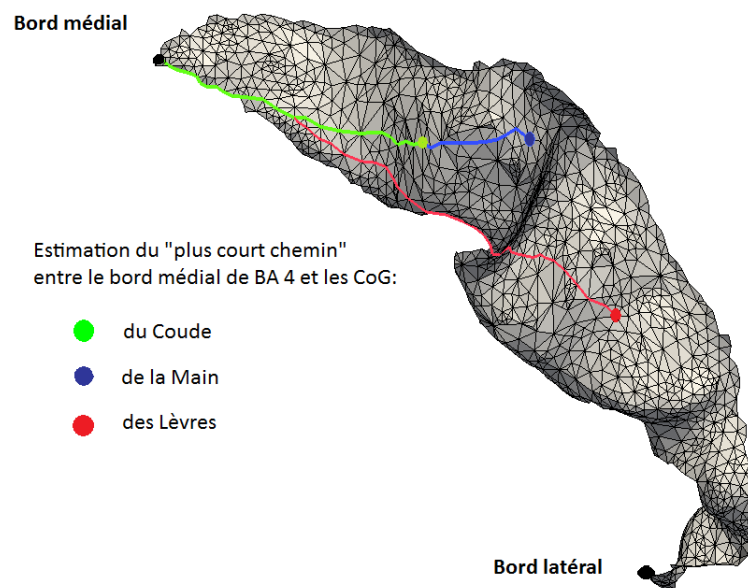 Bord médial
Estimation du "plus court chemin"
entre le bord médial de BA 4 et les CoG:
du Coude
de la Main
des Lèvres
Bord latéral